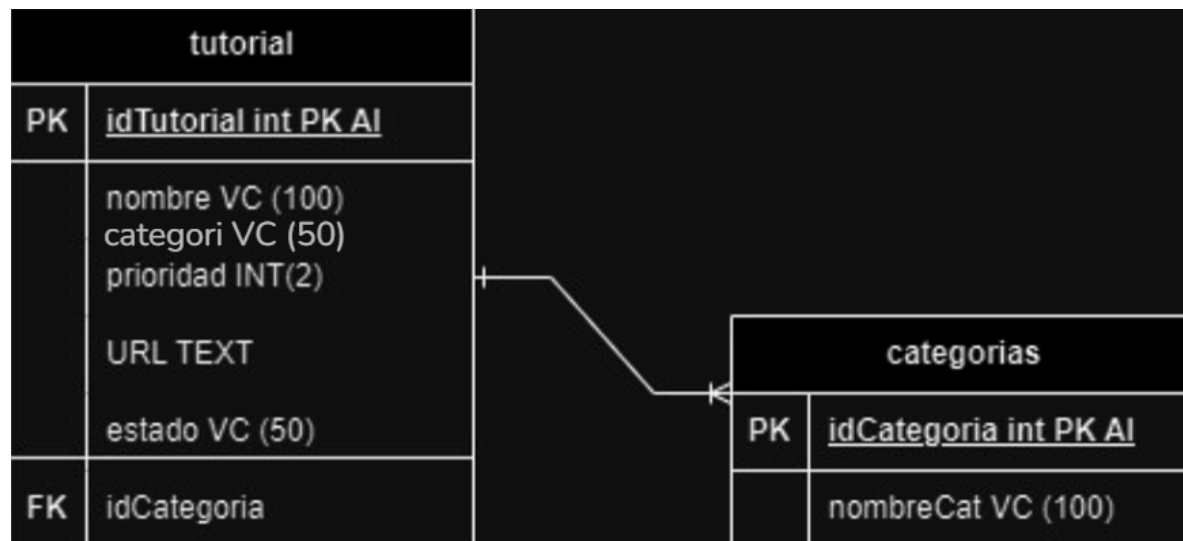 tutorial
PK idTutorial int PK AI
nombre VC (100)
categori VC (50)
prioridad INT(2)
URL TEXT
estado VC (50)
FK idCategoria
categorias
PK idCategoria int PK AI
nombreCat VC (100)